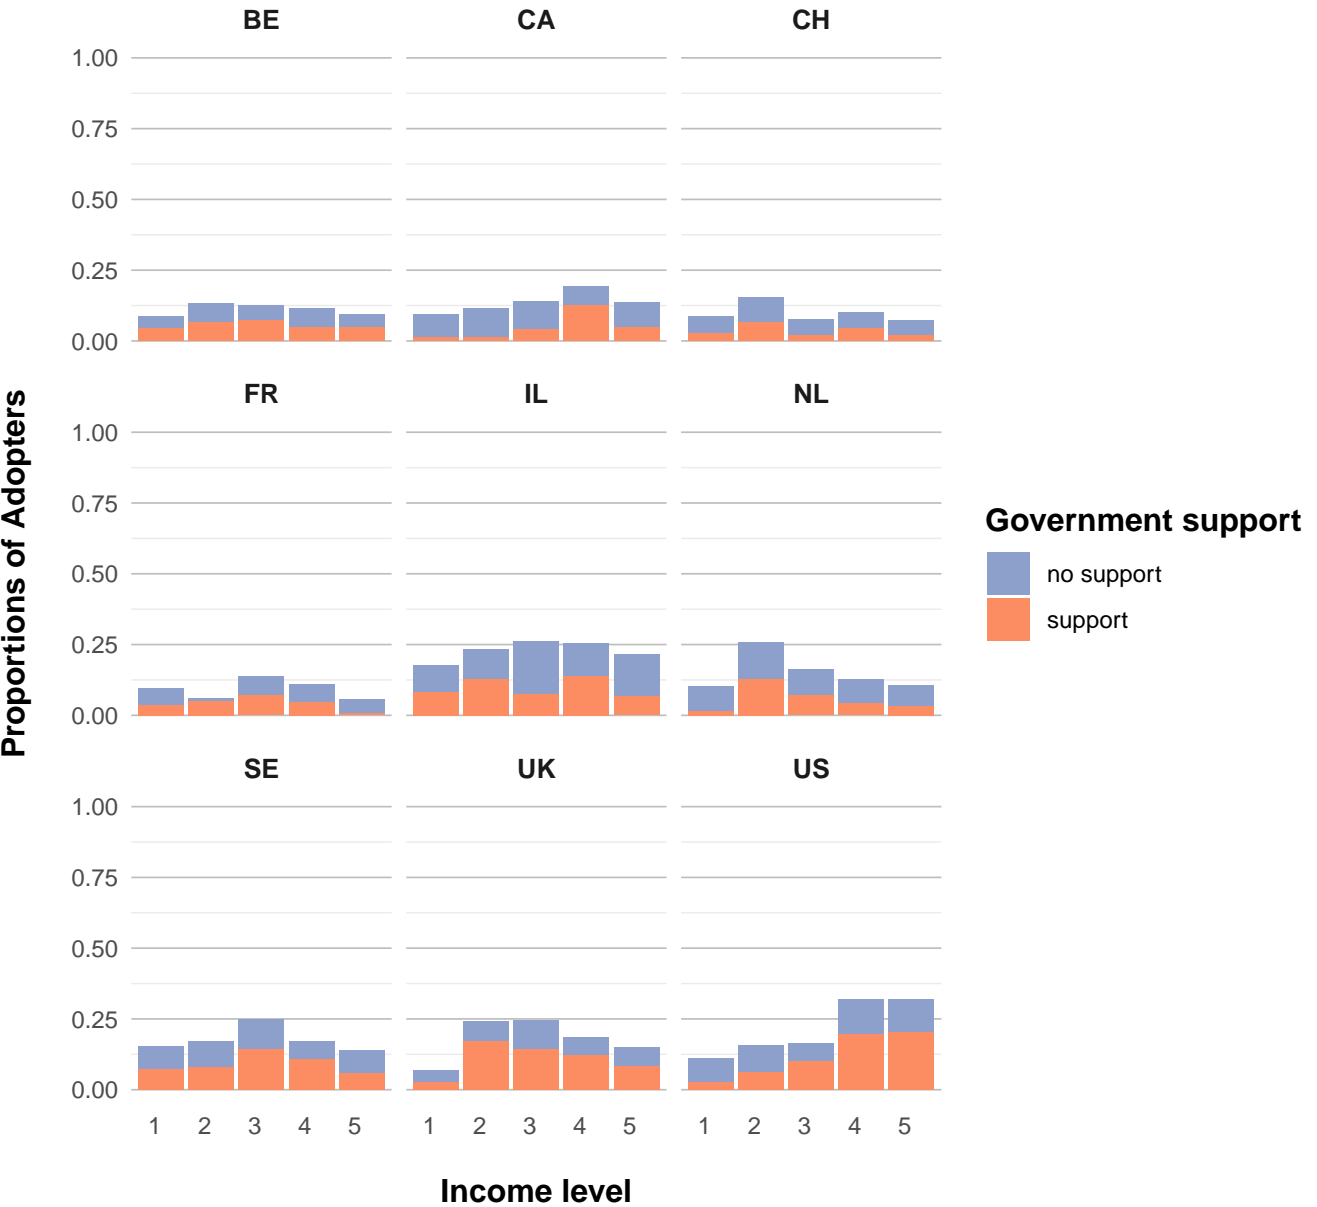 BE CA CH
1.00
0.75
0.50
0.25
0.00
FR IL NL
1.00
0.75
0.50
0.25
0.00
SE UK US
1.00
0.75
0.50
0.25
0.00
1 2 3 4 5 1 2 3 4 5 1 2 3 4 5
Income level
Proportions of Adopters
Government support
no support
support